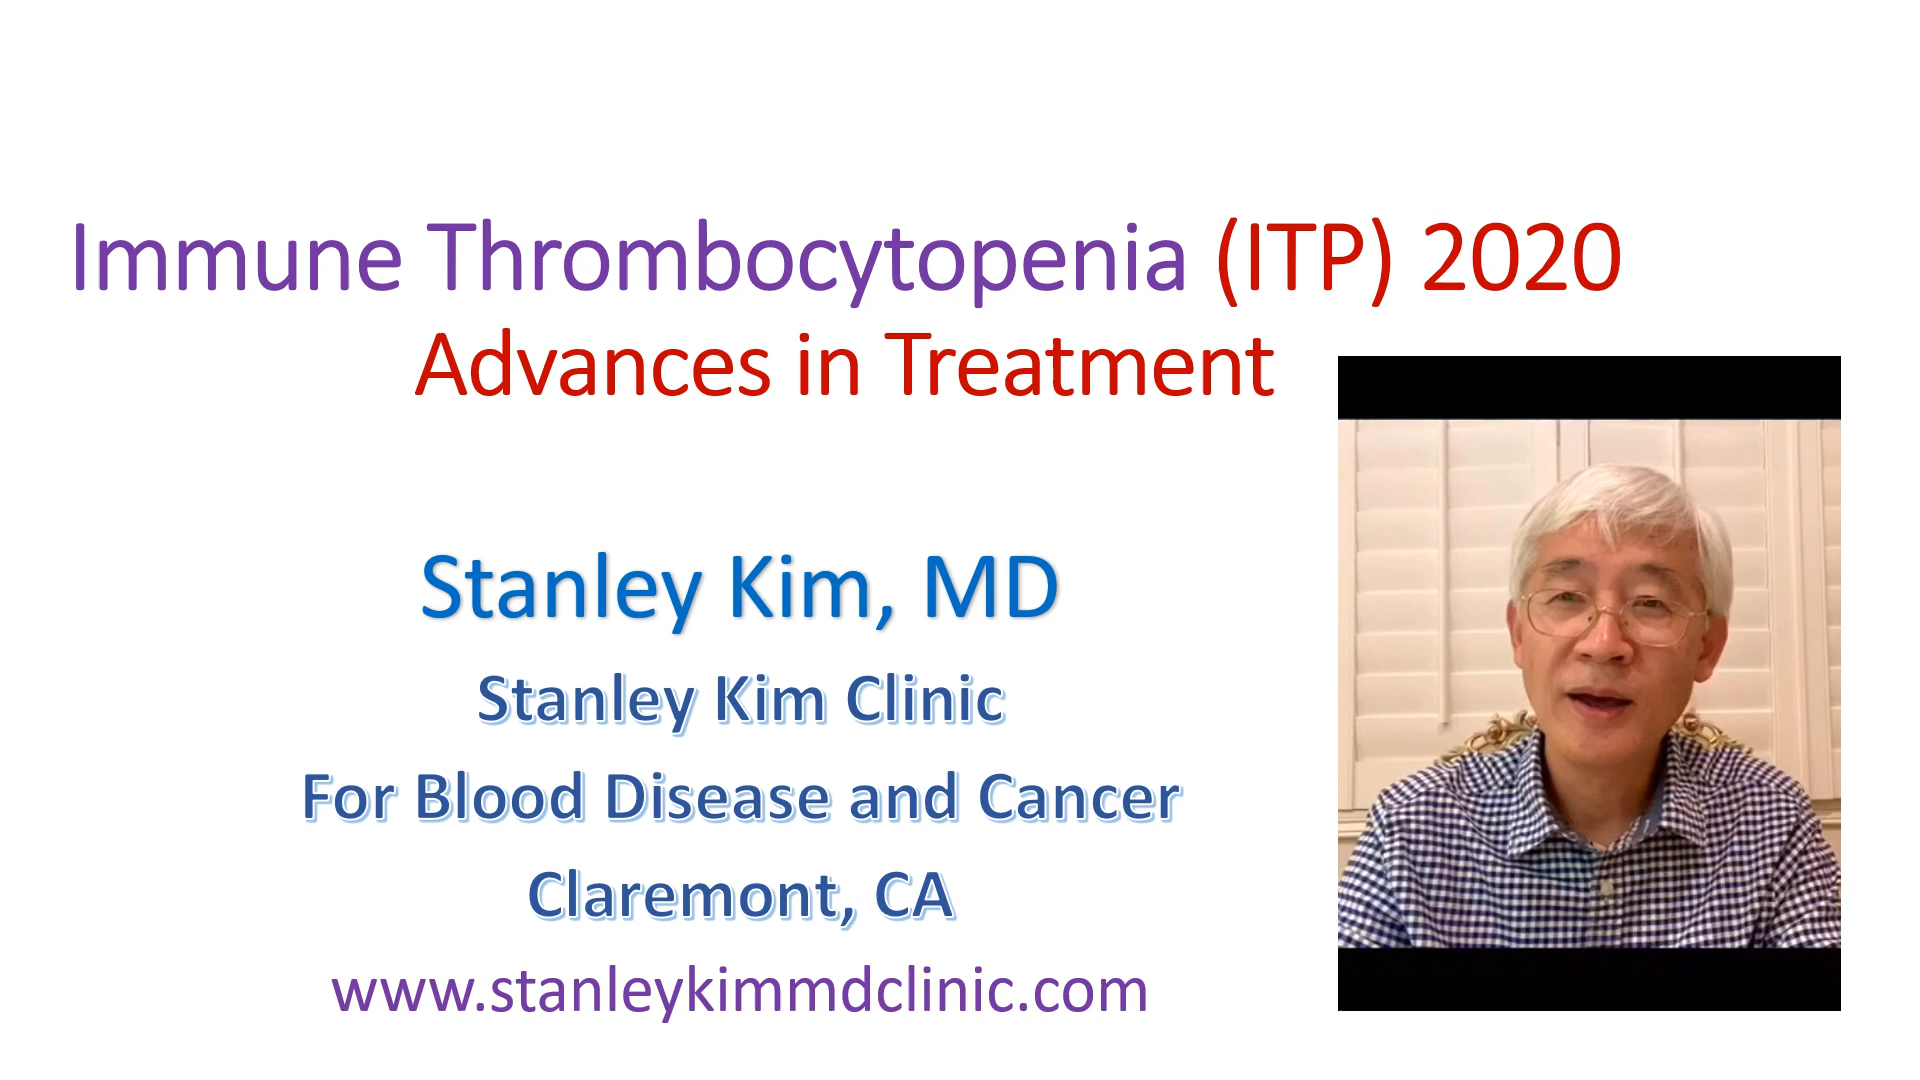 Immune Thrombocytopenia (ITP) 2020
Advances in Treatment
Stanley Kim, MD
Stanley Kim Clinic
For Blood Disease and Cancer
Claremont, CA
www.stanleykimmdclinic.com